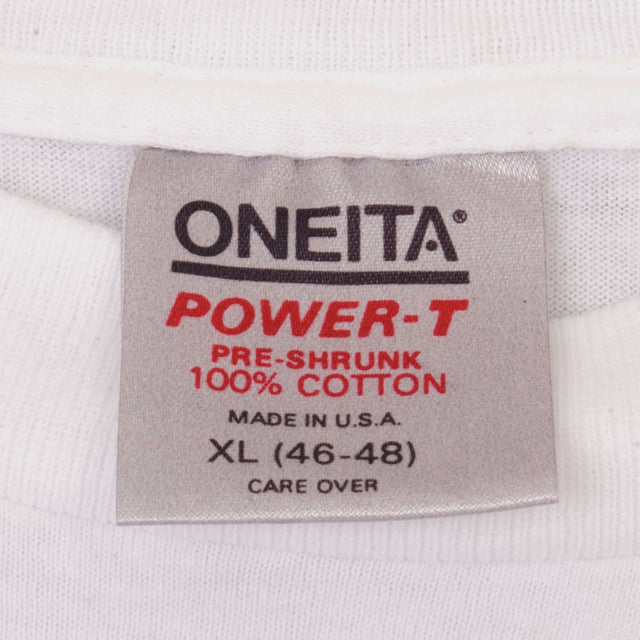 ONEITA®
POWER-T
PRE-SHRUNK
100% COTTON
MADE IN U.S.A.
XL (46-48)
CARE OVER